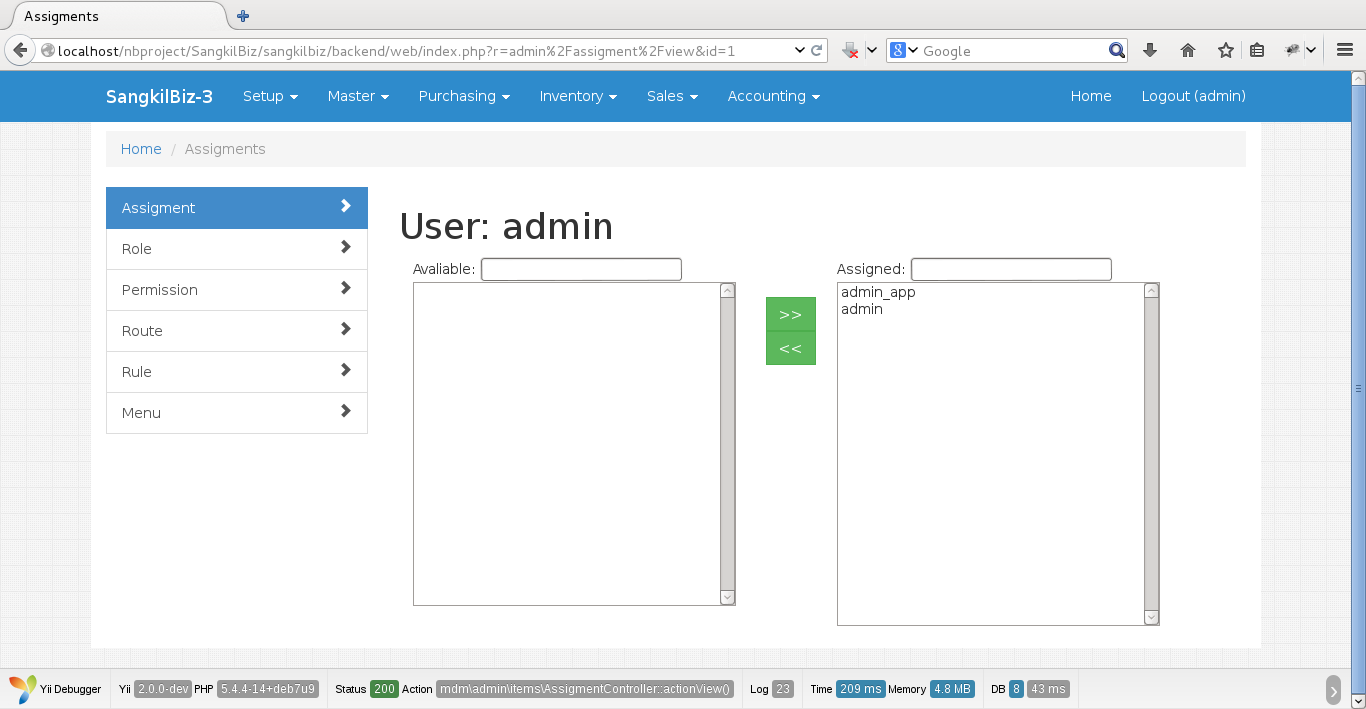 Assigments
localhost/nbproject/SangkilBiz/sangkilbiz/backend/web/index.php?r=admin%2Fassigment%2Fview&id=1
8 Google
SangkilBiz-3 Setup Master Purchasing Inventory Sales Accounting Home Logout (admin)
Home / Assigments
Assigment
Role
Permission
Route
Rule
Menu
User: admin
Avaliable:
>>
<<
Assigned:
admin_app
admin
Yii Debugger Yii 2.0.0-dev PHP 5.4.4-14+deb7u9 Status 200 Action mdm\admin\items\AssigmentController::actionView() Log 23 Time 209 ms Memory 4.8 MB DB 8 43 ms